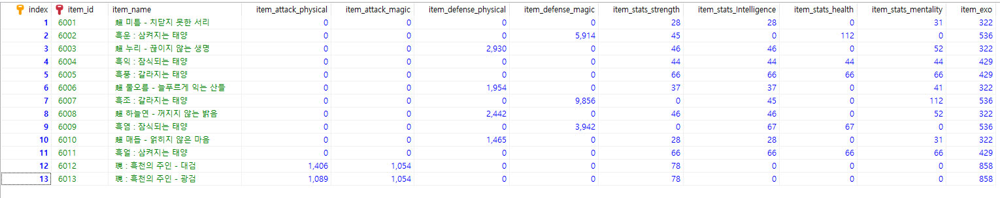 index item_id item_name item_attack_physical item_attack_magic item_defense_physical item_defense_magic item_stats_strength item_stats_Intelligence item_stats_health item_stats_mentality item_exo
1 6001 超 미틈 - 치닫지 못한 서리 0 0 0 0 28 28 0 31 322
2 6002 흑운 : 삼켜지는 태양 0 0 0 5,914 45 0 112 0 536
3 6003 超 누리 - 끊이지 않는 생명 0 0 2,930 0 46 46 0 52 322
4 6004 흑익 : 잠식되는 태양 0 0 0 0 44 44 44 44 429
5 6005 흑풍 : 갈라지는 태양 0 0 0 0 66 66 66 66 429
6 6006 超 물오름 - 늘푸르게 익는 산들 0 0 1,954 0 37 37 0 41 322
7 6007 흑조 : 갈라지는 태양 0 0 0 9,856 0 45 0 112 536
8 6008 超 하늘연 - 꺼지지 않는 밝음 0 0 2,442 0 46 46 0 52 322
9 6009 흑염 : 잠식되는 태양 0 0 0 3,942 0 67 67 0 536
10 6010 超 매듭 - 얽히지 않은 마음 0 0 1,465 0 28 28 0 31 322
11 6011 흑얼 : 삼켜지는 태양 0 0 0 0 66 66 66 66 429
12 6012 現 : 흑천의 주인 - 대검 1,406 1,054 0 0 78 0 0 0 858
13 6013 現 : 흑천의 주인 - 광검 1,089 1,054 0 0 78 0 0 0 858